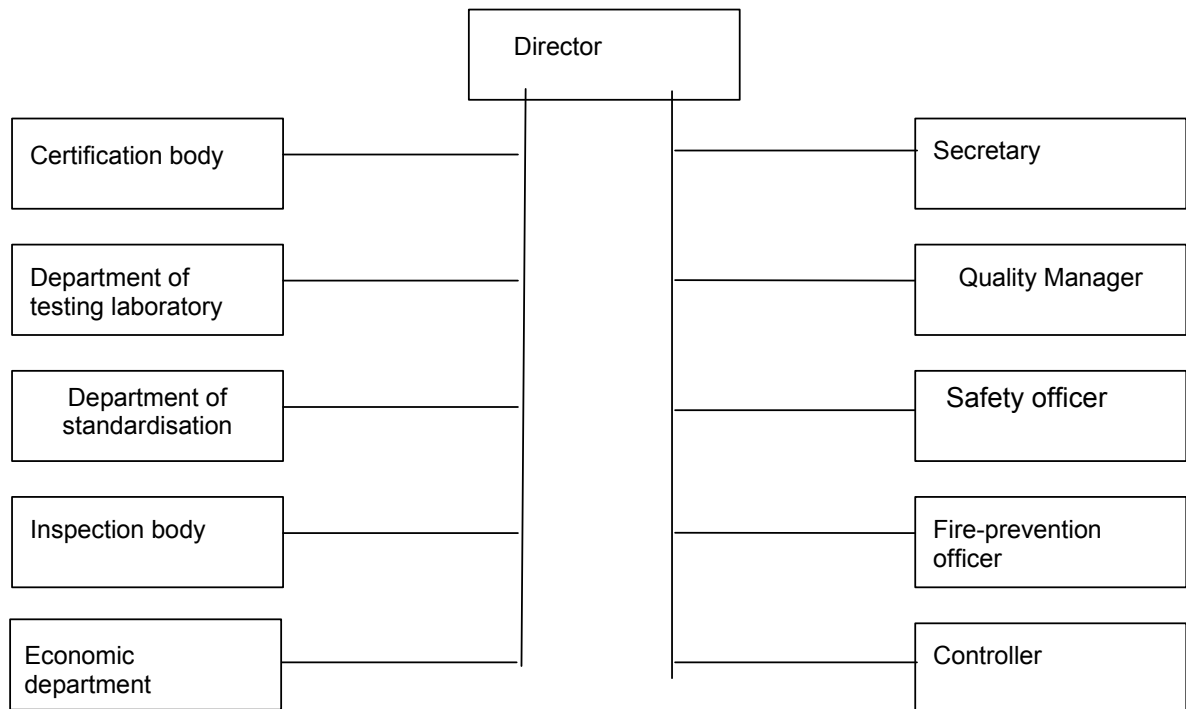 Director
Certification body
Secretary
Department of
testing laboratory
Quality Manager
Department of
standardisation
Safety officer
Inspection body
Fire-prevention
officer
Economic
department
Controller